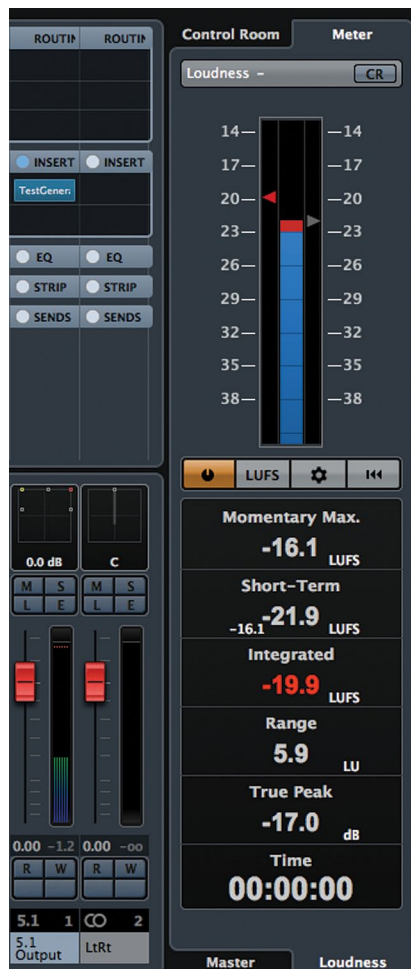 ROUTIN ROUTIN
INSERT INSERT
TestGenera
EQ EQ
STRIP STRIP
SENDS SENDS
0.0 dB C
M S M S
L E L E
0.00 -1.2 0.00 -oo
R W R W
5.1 1 2
5.1 Output LtRt
Control Room Meter
Loudness - CR
14 14
17 17
20 20
23 23
26 26
29 29
32 32
35 35
38 38
LUFS
Momentary Max.
-16.1 LUFS
Short-Term
-16.1 -21.9 LUFS
Integrated
-19.9 LUFS
Range
5.9 LU
True Peak
-17.0 dB
Time
00:00:00
Master Loudness